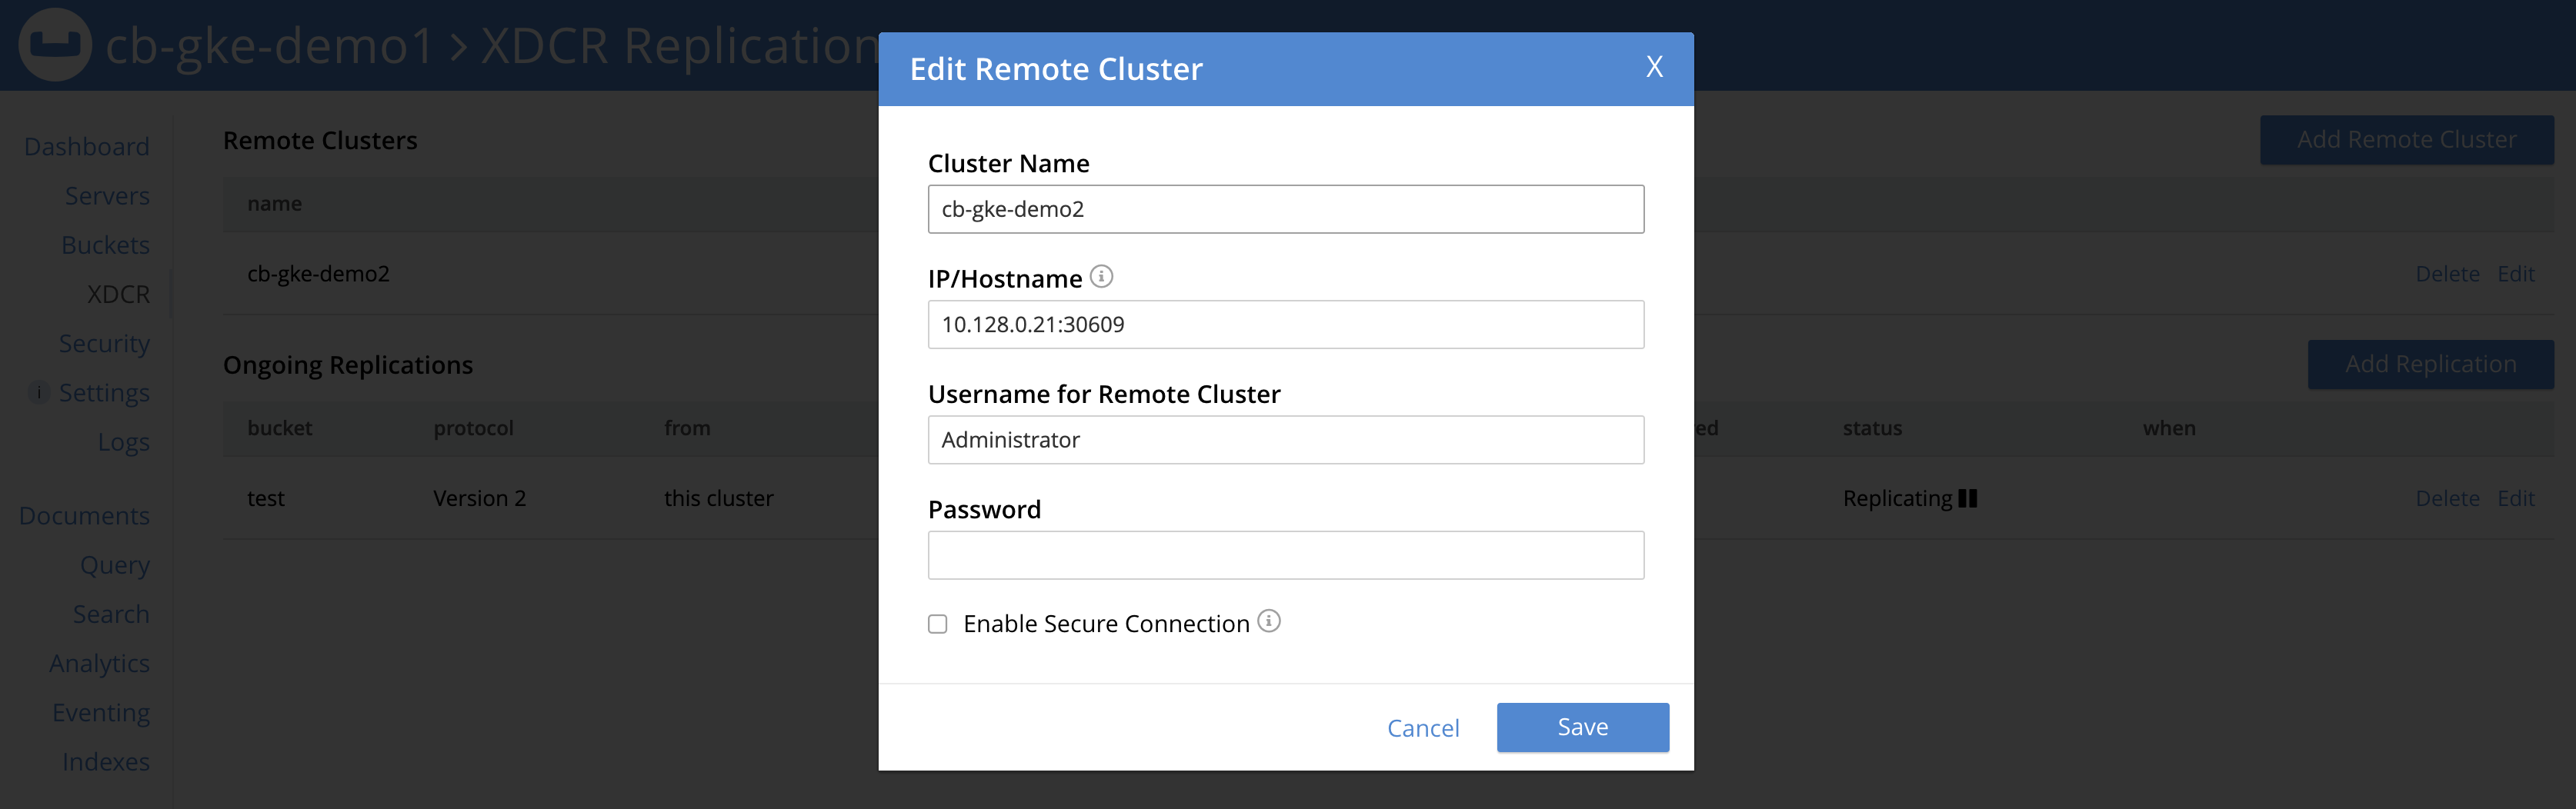 cb-gke-demo1 > XDCR Replication
Edit Remote Cluster
X
Dashboard
Servers
Buckets
XDCR
Security
i Settings
Logs
Documents
Query
Search
Analytics
Eventing
Indexes
Remote Clusters
Add Remote Cluster
name
cb-gke-demo2
Delete Edit
Ongoing Replications
Add Replication
bucket protocol from ed status when
test Version 2 this cluster Replicating Delete Edit
Cluster Name
cb-gke-demo2
IP/Hostname i
10.128.0.21:30609
Username for Remote Cluster
Administrator
Password
Enable Secure Connection i
Cancel Save